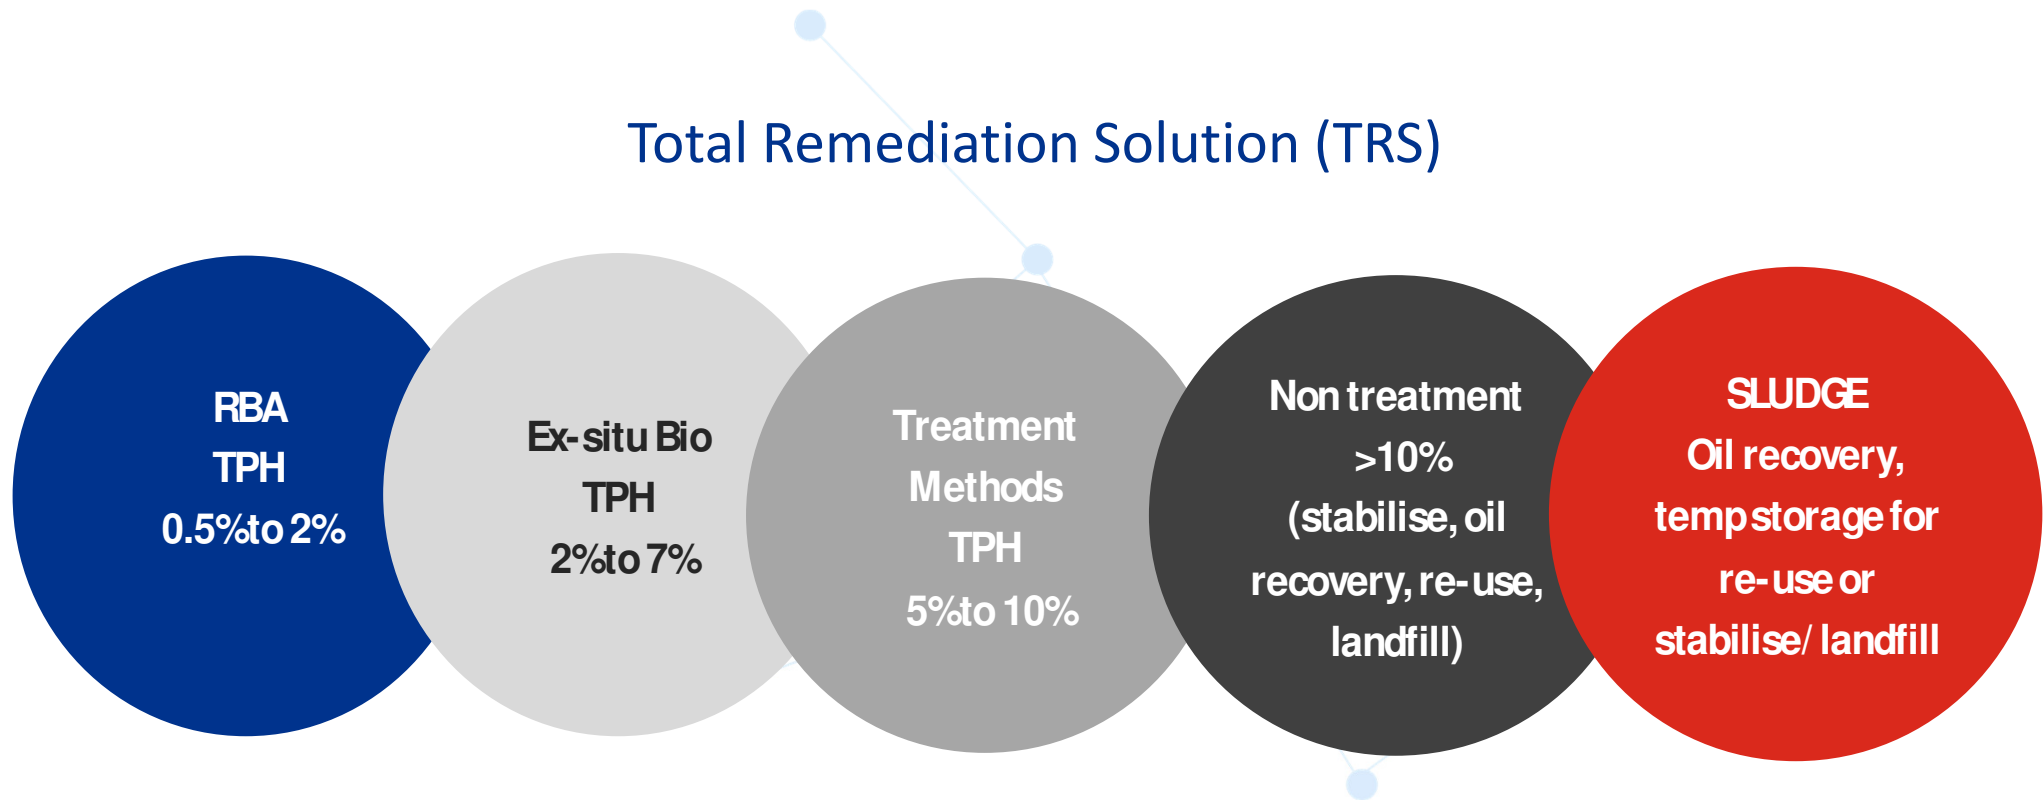 Total Remediation Solution (TRS)
RBA
TPH
0.5% to 2%
Ex-situ Bio
TPH
2% to 7%
Treatment
Methods
TPH
5% to 10%
Non treatment
>10%
(stabilise, oil
recovery, re-use,
landfill)
SLUDGE
Oil recovery,
temp storage for
re-use or
stabilise/ landfill